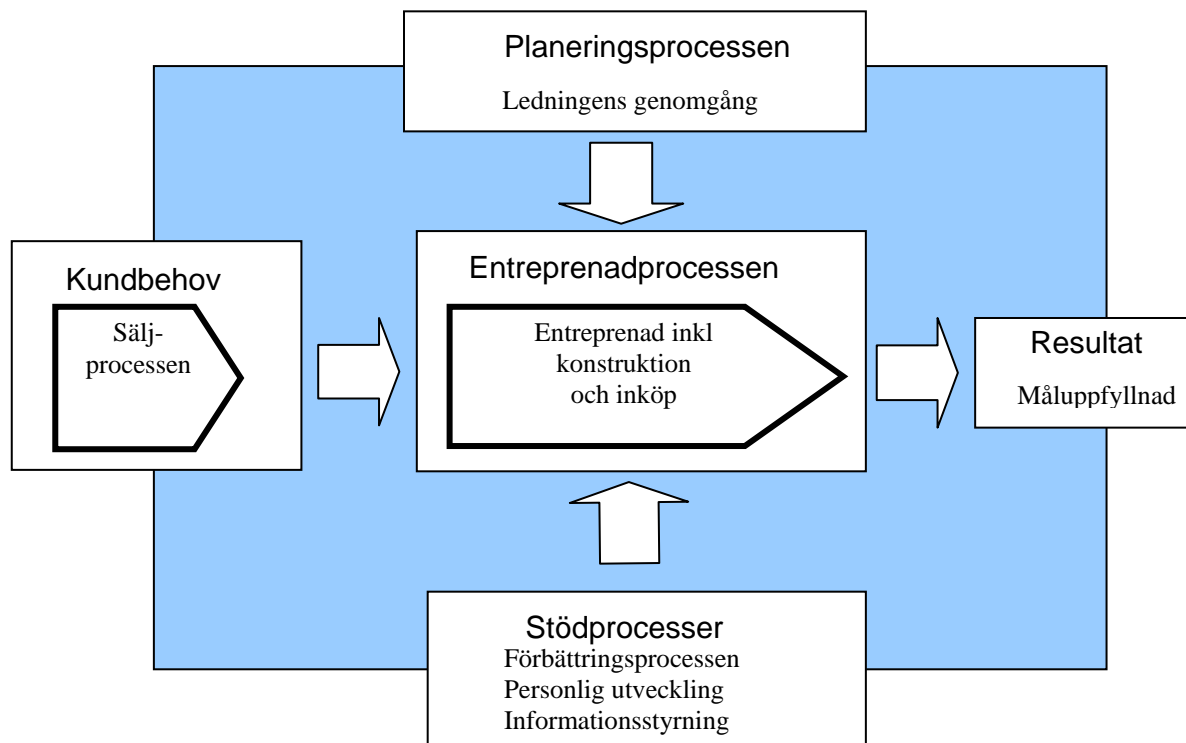 Planeringsprocessen
Ledningens genomgång
Kundbehov
Sälj-
processen
Entreprenadprocessen
Entreprenad inkl
konstruktion
och inköp
Resultat
Måluppfyllnad
Stödprocesser
Förbättringsprocessen
Personlig utveckling
Informationsstyrning